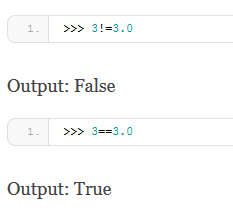 1. >>> 3!=3.0
Output: False
1. >>> 3==3.0
Output: True